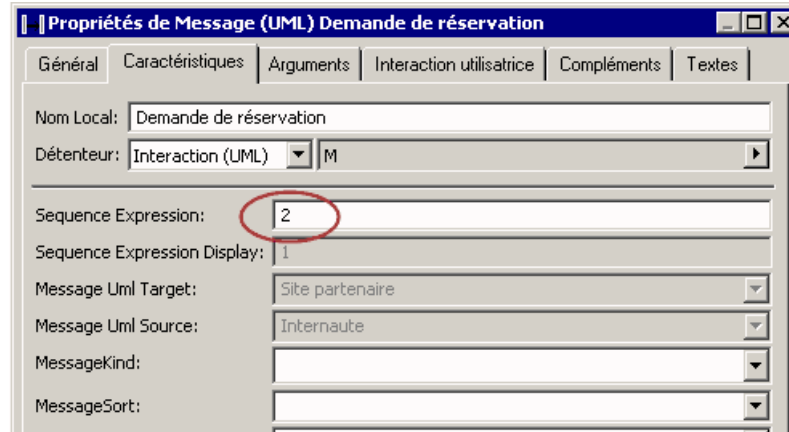 Propriétés de Message (UML) Demande de réservation
Général Caractéristiques Arguments Interaction utilisatrice Compléments Textes
Nom Local: Demande de réservation
Détenteur: Interaction (UML) M
Sequence Expression: 2
Sequence Expression Display: 1
Message Uml Target: Site partenaire
Message Uml Source: Internaute
MessageKind:
MessageSort: